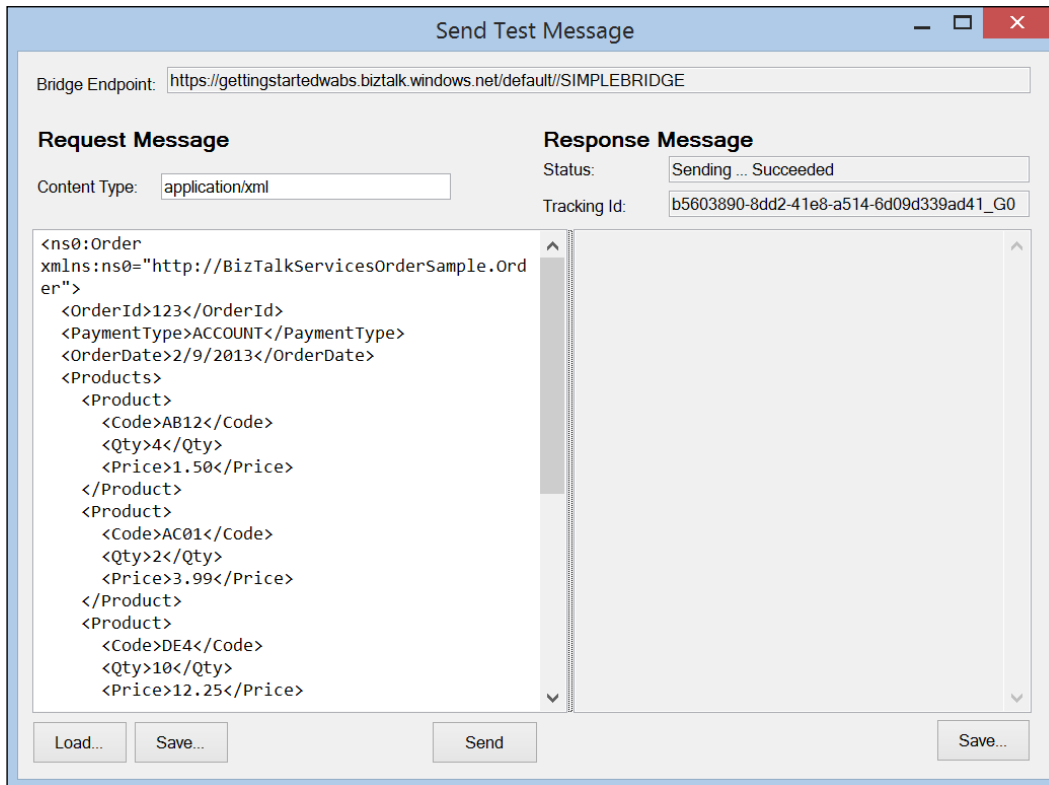 Send Test Message
Bridge Endpoint: https://gettingstartedwabs.biztalk.windows.net/default//SIMPLEBRIDGE
Request Message
Content Type: application/xml
<ns0:Order
xmlns:ns0="http://BizTalkServicesOrderSample.Ord
er">
  <OrderId>123</OrderId>
  <PaymentType>ACCOUNT</PaymentType>
  <OrderDate>2/9/2013</OrderDate>
  <Products>
    <Product>
      <Code>AB12</Code>
      <Qty>4</Qty>
      <Price>1.50</Price>
    </Product>
    <Product>
      <Code>AC01</Code>
      <Qty>2</Qty>
      <Price>3.99</Price>
    </Product>
    <Product>
      <Code>DE4</Code>
      <Qty>10</Qty>
      <Price>12.25</Price>
Load... Save... Send
Response Message
Status: Sending ... Succeeded
Tracking Id: b5603890-8dd2-41e8-a514-6d09d339ad41_G0
Save...